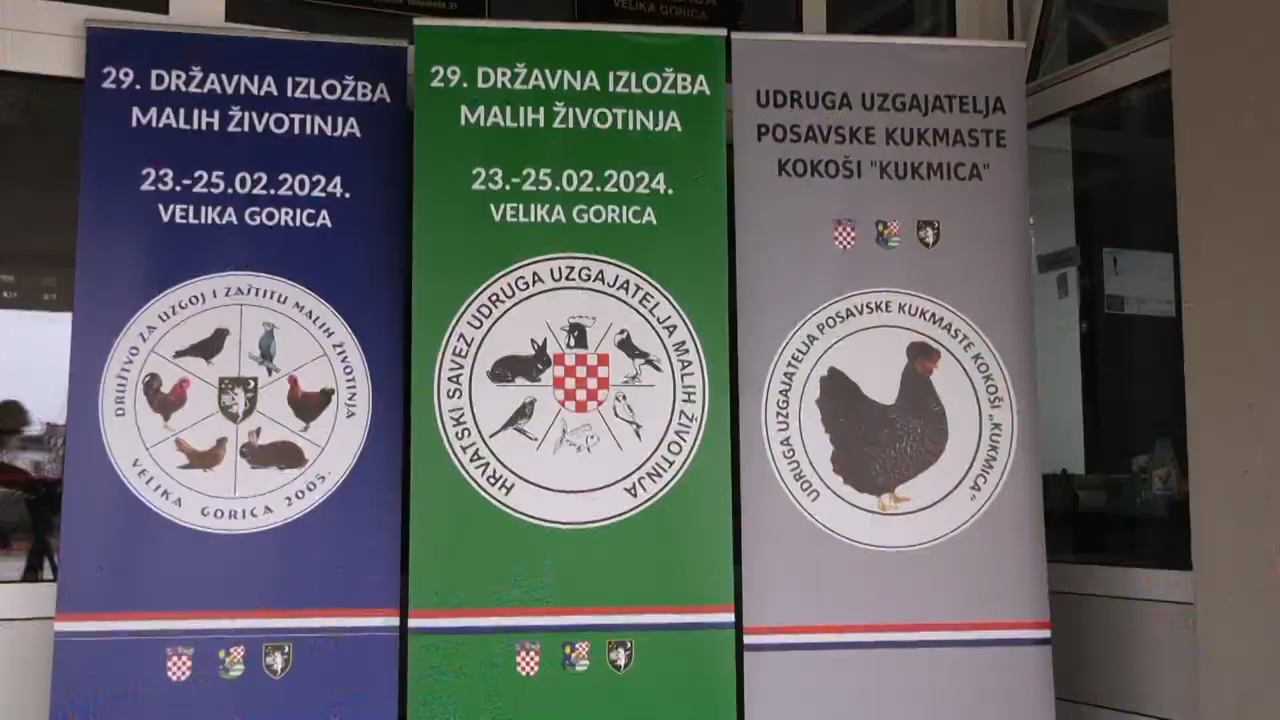 VELIKA GORICA
29. DRŽAVNA IZLOŽBA
MALIH ŽIVOTINJA
23.-25.02.2024.
VELIKA GORICA
DRUŠTVO ZA UZGOJ I ZAŠTITU MALIH ŽIVOTINJA
VELIKA GORICA 2005.
29. DRŽAVNA IZLOŽBA
MALIH ŽIVOTINJA
23.-25.02.2024.
VELIKA GORICA
HRVATSKI SAVEZ UDRUGA UZGAJATELJA MALIH ŽIVOTINJA
UDRUGA UZGAJATELJA
POSAVSKE KUKMASTE
KOKOŠI "KUKMICA"
UDRUGA UZGAJATELJA POSAVSKE KUKMASTE KOKOŠI „KUKMICA“